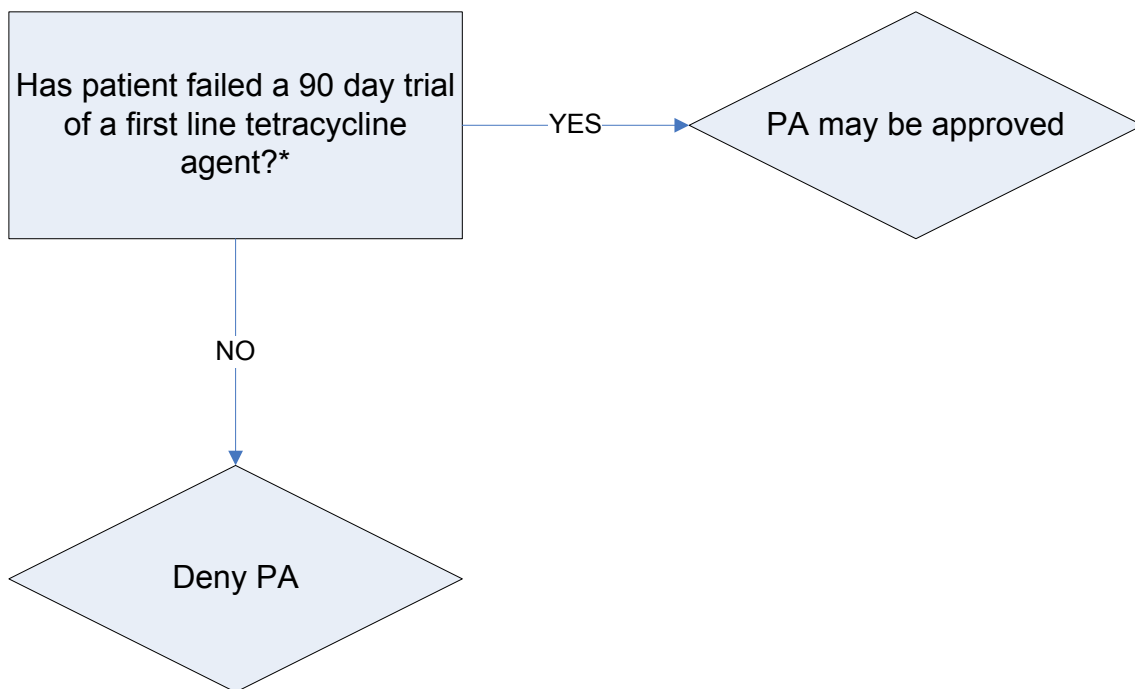 Has patient failed a 90 day trial
of a first line tetracycline
agent?*
YES
PA may be approved
NO
Deny PA